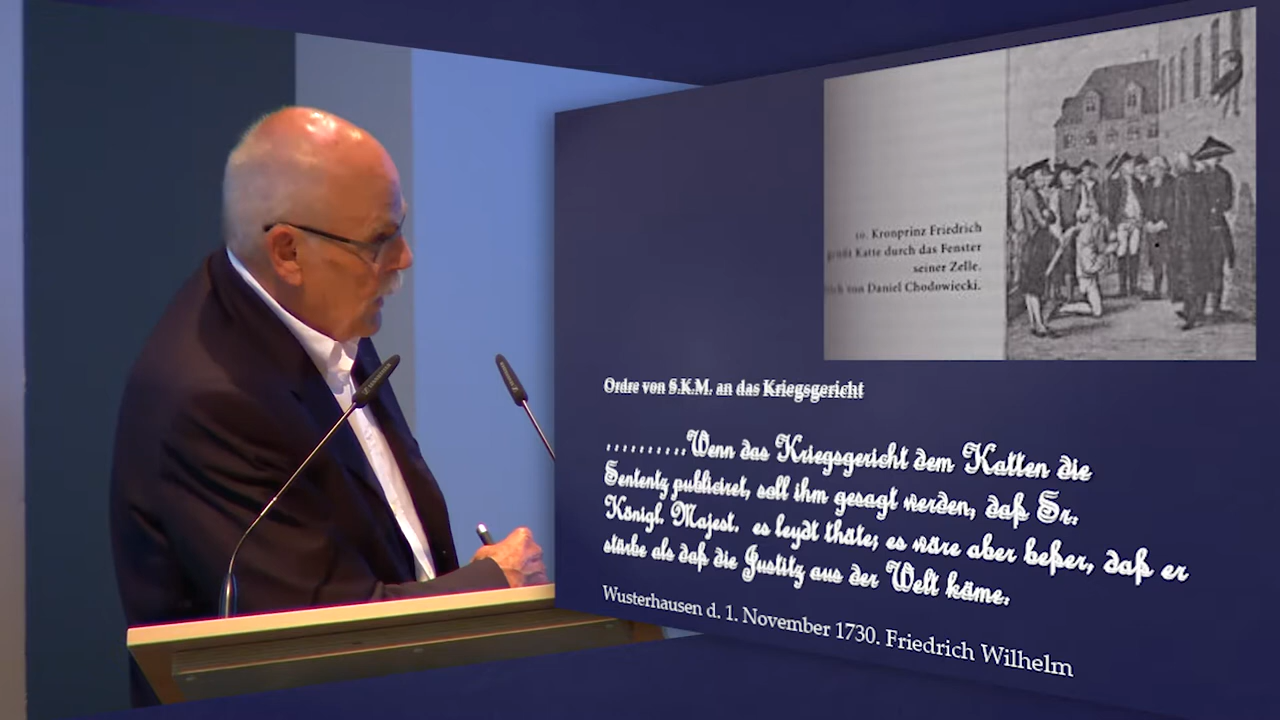 10. Kronprinz Friedrich
grüßt Katte durch das Fenster
seiner Zelle.
von Daniel Chodowiecki.
Ordre von S.K.M. an das Kriegsgericht
..........Wenn das Kriegsgericht dem Katten die
Sententz publiciret, soll ihm gesagt werden, daß Sr.
Königl. Majest. es leydt thäte; es wäre aber beßer, daß er
stürbe als daß die Justitz aus der Welt käme.
Wusterhausen d. 1. November 1730. Friedrich Wilhelm